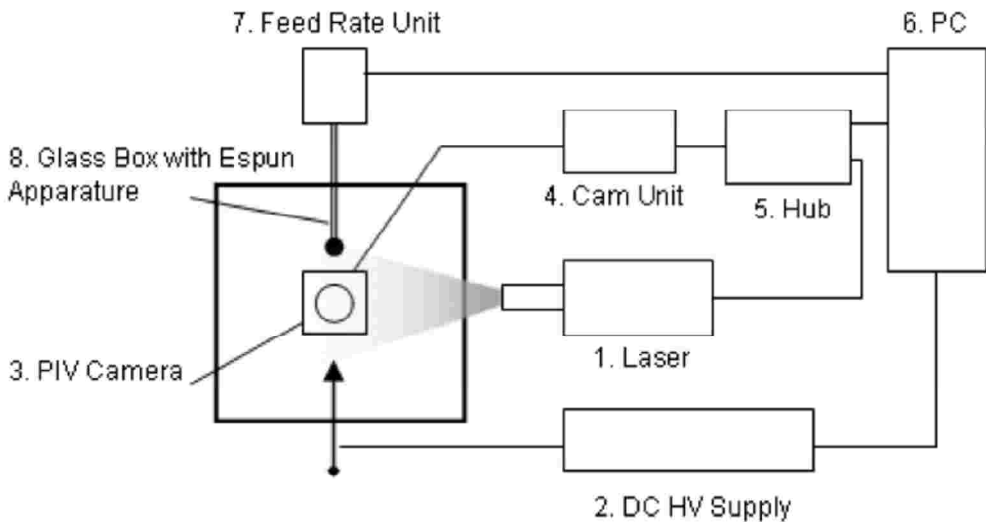 7. Feed Rate Unit
6. PC
8. Glass Box with Espun
Apparature
4. Cam Unit
5. Hub
3. PIV Camera
1. Laser
2. DC HV Supply